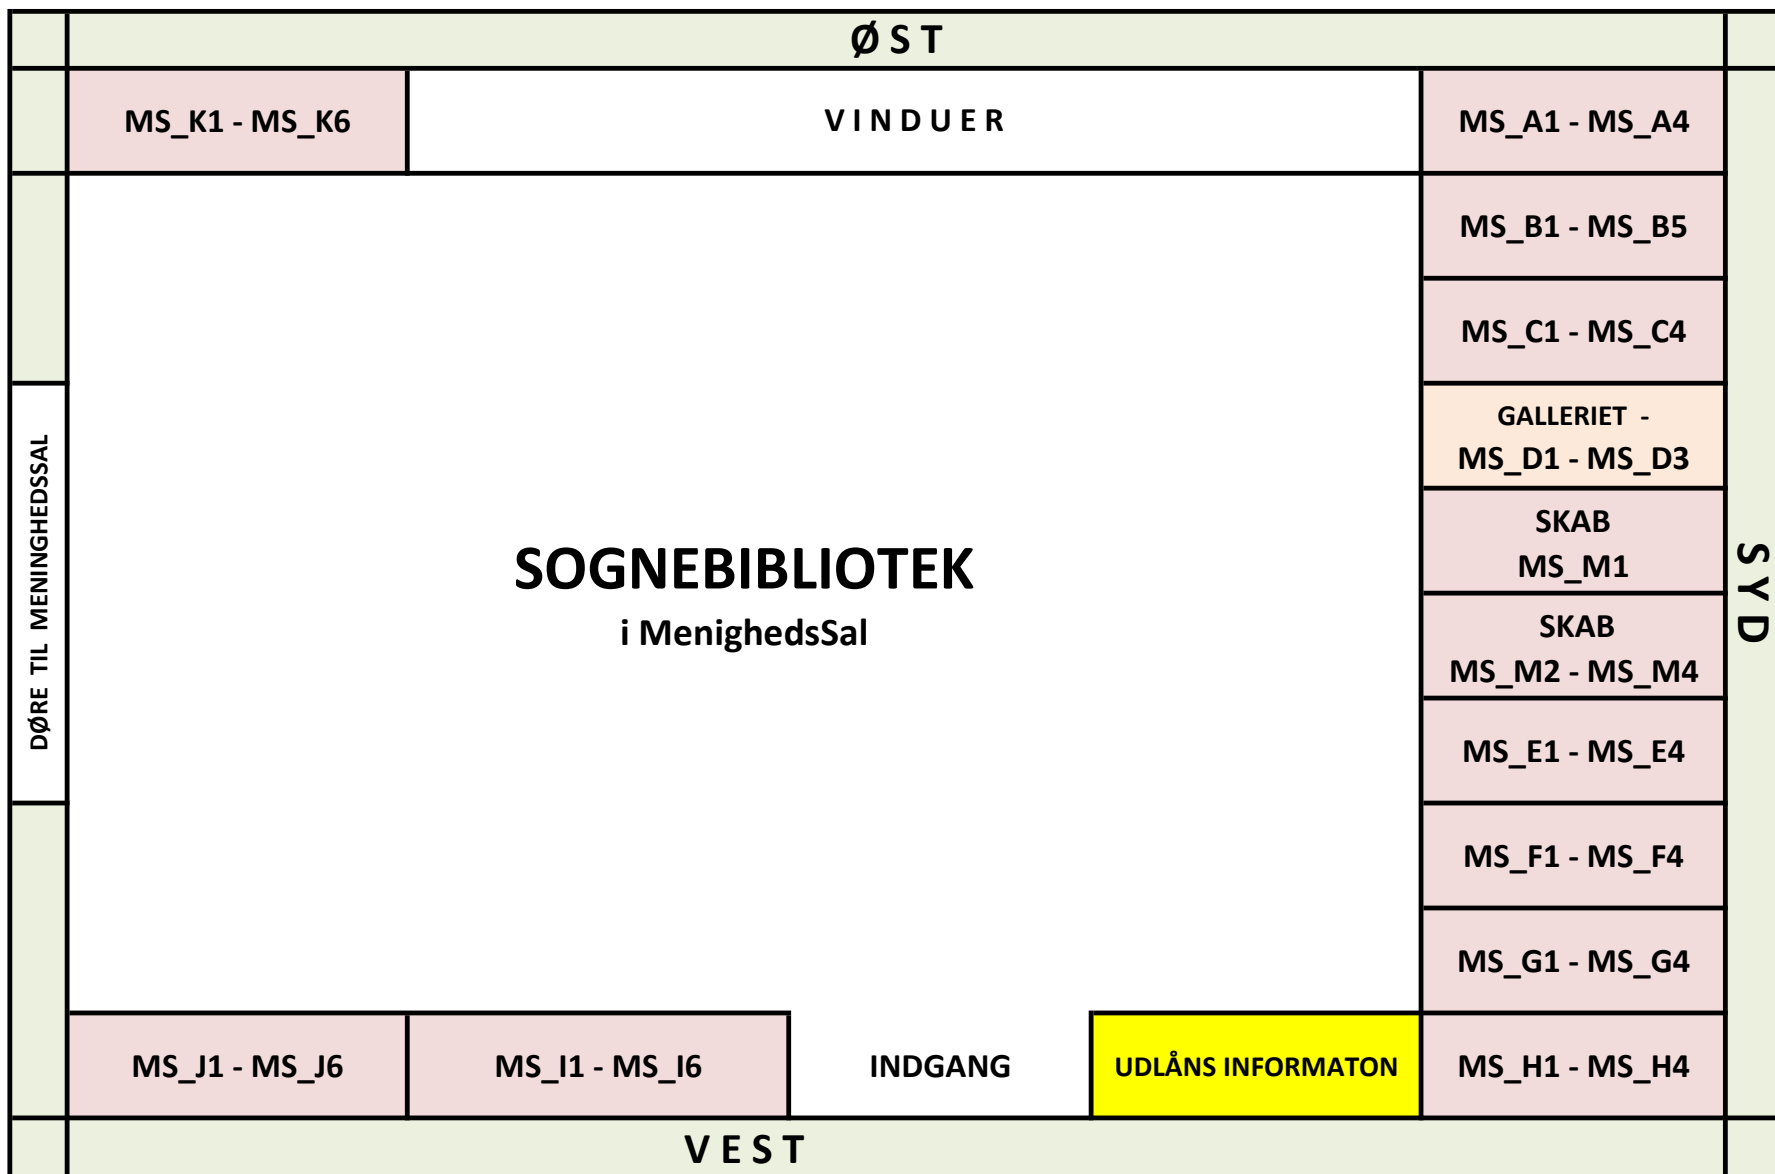 ØST
MS_K1 - MS_K6
VINDUER
MS_A1 - MS_A4
MS_B1 - MS_B5
MS_C1 - MS_C4
GALLERIET -
MS_D1 - MS_D3
SKAB
MS_M1
SKAB
MS_M2 - MS_M4
MS_E1 - MS_E4
MS_F1 - MS_F4
MS_G1 - MS_G4
MS_H1 - MS_H4
SYD
DØRE TIL MENINGHEDSSAL
SOGNEBIBLIOTEK
i MenighedsSal
MS_J1 - MS_J6
MS_I1 - MS_I6
INDGANG
UDLÅNS INFORMATON
VEST